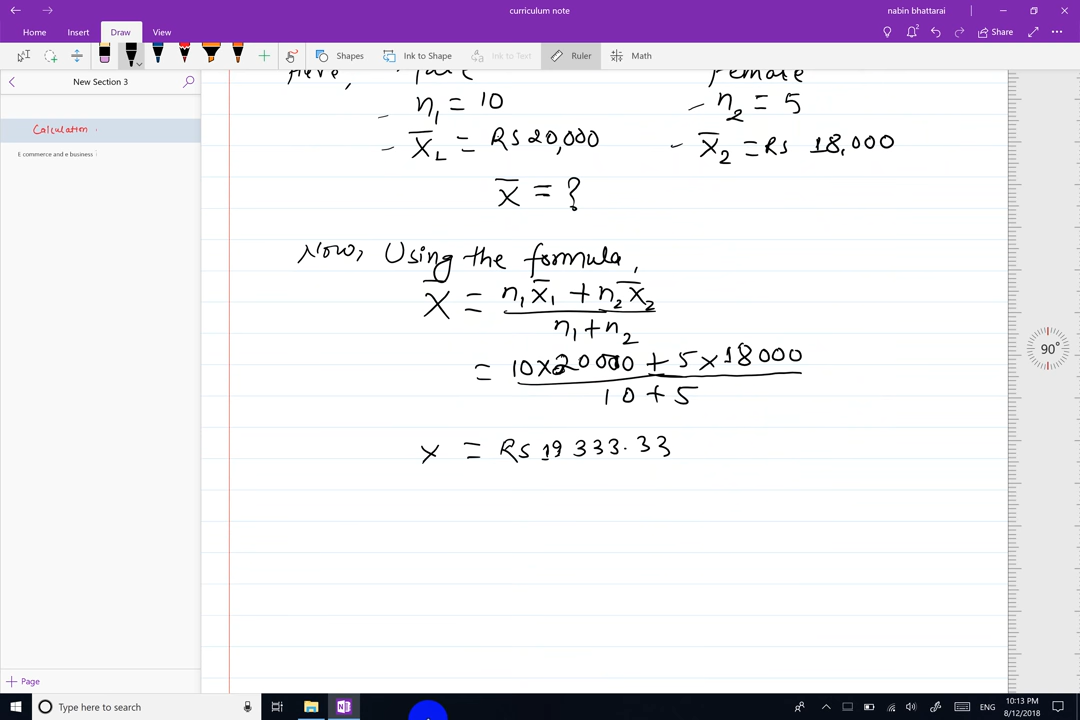 curriculum note
nabin bhattarai
Home Insert Draw View
Share
Shapes Ink to Shape Ink to Text Ruler Math
New Section 3
Calculation
E commerce and e business
Here, Male Female
- n₁ = 10 - n₂ = 5
- X̄₁ = Rs 20,000 - X̄₂ = Rs 18,000
X̄ = ?
Now, Using the formula,
X̄ = n₁X̄₁ + n₂X̄₂
n₁ + n₂
= 10×20000 + 5×18000
10 + 5
x = Rs 19 333.33
90°
+ Page
Type here to search
ENG
10:13 PM
8/12/2018